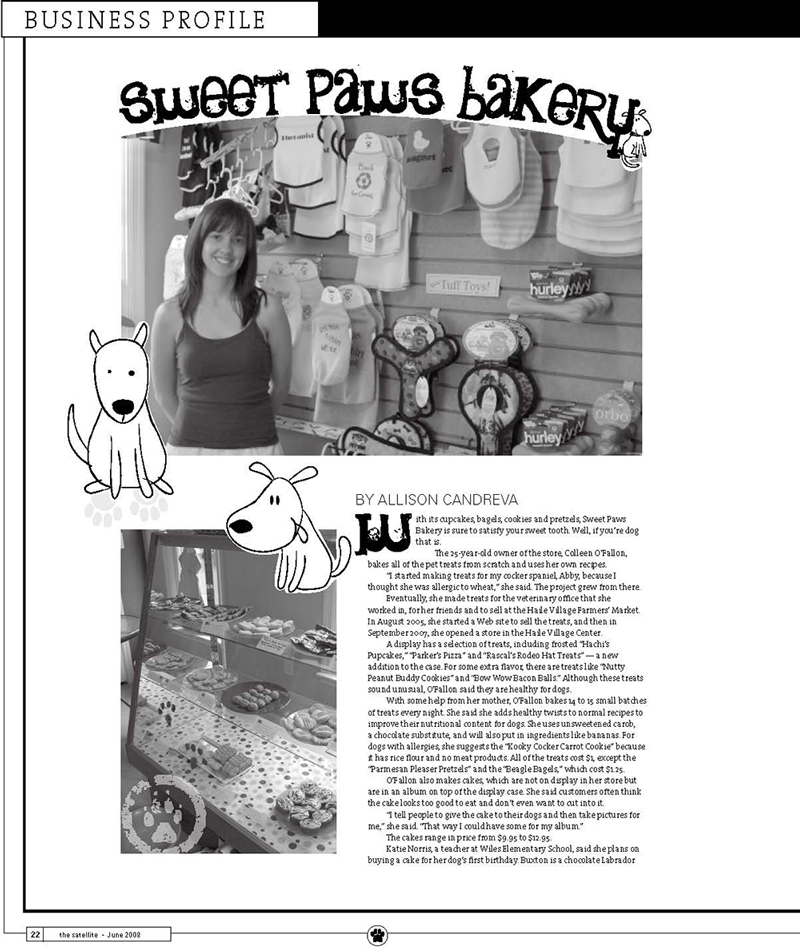 BUSINESS PROFILE
sweet paws bakery
Therapist
Bark
Tuff Toys!
hurley
hurley
orbo
BY ALLISON CANDREVA
With its cupcakes, bagels, cookies and pretzels, Sweet Paws
Bakery is sure to satisfy your sweet tooth. Well, if you're dog
that is.
The 25-year-old owner of the store, Colleen O'Fallon,
bakes all of the pet treats from scratch and uses her own recipes.
"I started making treats for my cocker spaniel, Abby, because I
thought she was allergic to wheat," she said. The project grew from there.
Eventually, she made treats for the veterinary office that she
worked in, for her friends and to sell at the Haile Village Farmers' Market.
In August 2005, she started a Web site to sell the treats, and then in
September 2007, she opened a store in the Haile Village Center.
A display has a selection of treats, including frosted "Hachi's
Pupcakes," "Parker's Pizza" and "Rascal's Rodeo Hat Treats" — a new
addition to the case. For some extra flavor, there are treats like "Nutty
Peanut Buddy Cookies" and "Bow Wow Bacon Balls." Although these treats
sound unusual, O'Fallon said they are healthy for dogs.
With some help from her mother, O'Fallon bakes 14 to 15 small batches
of treats every night. She said she adds healthy twists to normal recipes to
improve their nutritional content for dogs. She uses unsweetened carob,
a chocolate substitute, and will also put in ingredients like bananas. For
dogs with allergies, she suggests the "Kooky Cocker Carrot Cookie" because
it has rice flour and no meat products. All of the treats cost $1, except the
"Parmesan Pleaser Pretzels" and the "Beagle Bagels," which cost $1.25.
O'Fallon also makes cakes, which are not on display in her store but
are in an album on top of the display case. She said customers often think
the cake looks too good to eat and don't even want to cut into it.
"I tell people to give the cake to their dogs and then take pictures for
me," she said. "That way I could have some for my album."
The cakes range in price from $9.95 to $12.95.
Katie Norris, a teacher at Wiles Elementary School, said she plans on
buying a cake for her dog's first birthday. Buxton is a chocolate Labrador
22 the satellite - June 2008